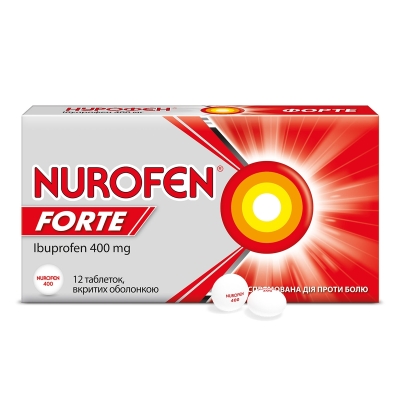 НУРОФЄН®
Ібупрофен 400 мг
ФОРТЕ
NUROFEN®
FORTE
Ibuprofen 400 mg
NUROFEN
400
12 таблеток,
вкритих оболонкою
NUROFEN
400
ДІЯ ПРОТИ БОЛЮ